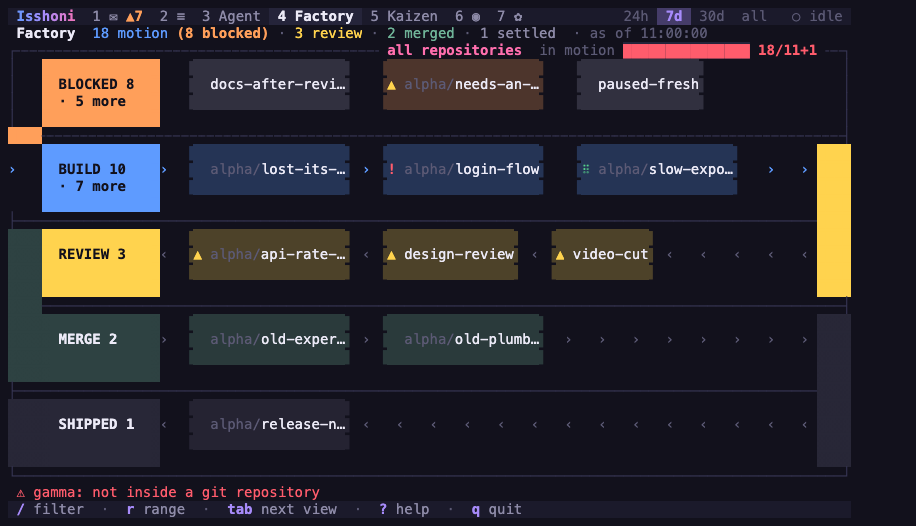 Isshoni 1 ✉ ▲7 2 ≡ 3 Agent 4 Factory 5 Kaizen 6 ◉ 7 ✿ 24h 7d 30d all ○ idle
Factory 18 motion (8 blocked) · 3 review · 2 merged · 1 settled · as of 11:00:00
all repositories in motion 18/11+1
BLOCKED 8 docs-after-revi… ▲ alpha/needs-an-… paused-fresh
· 5 more
› BUILD 10 › alpha/lost-its-… › ! alpha/login-flow ⠿ alpha/slow-expo… › ›
· 7 more
REVIEW 3 ‹ ▲ alpha/api-rate-… ‹ ▲ design-review ‹ ▲ video-cut ‹ ‹ ‹ ‹ ‹
MERGE 2 › alpha/old-exper… › alpha/old-plumb… › › › › › › › ›
SHIPPED 1 ‹ alpha/release-n… ‹ ‹ ‹ ‹ ‹ ‹ ‹ ‹ ‹ ‹ ‹ ‹ ‹ ‹
⚠ gamma: not inside a git repository
/ filter · r range · tab next view · ? help · q quit